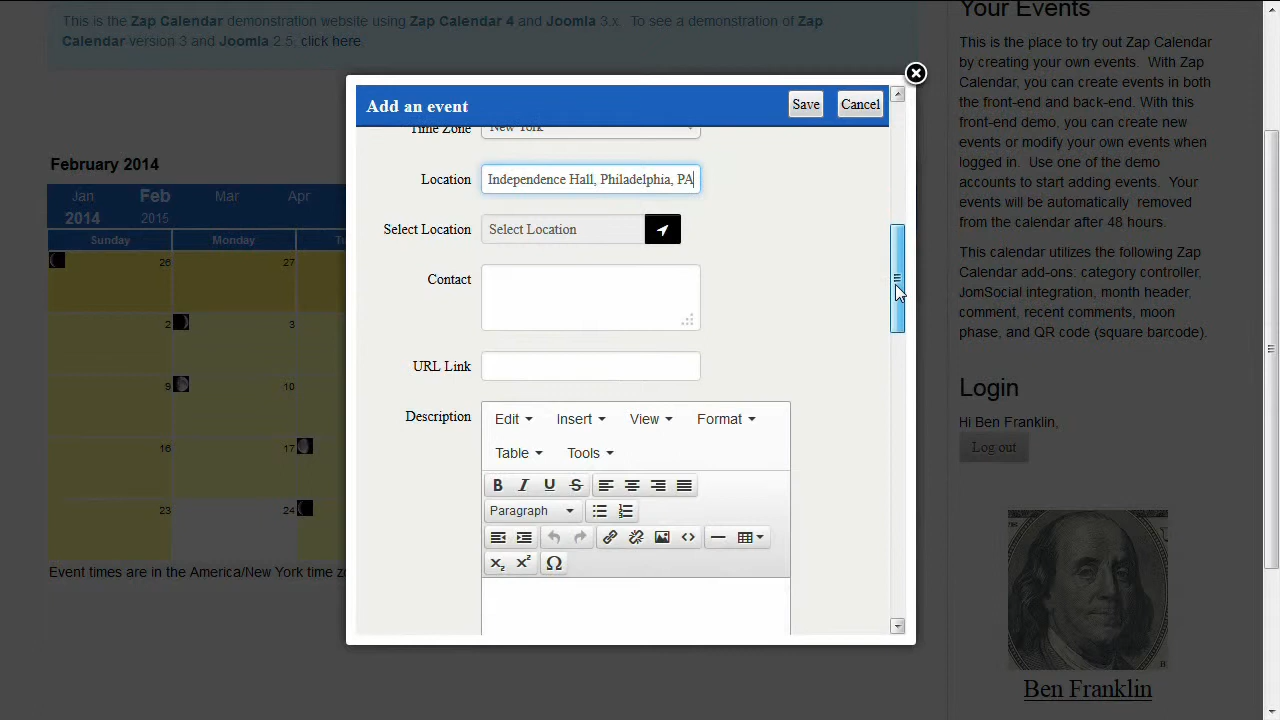 This is the Zap Calendar demonstration website using Zap Calendar 4 and Joomla 3.x. To see a demonstration of Zap
Calendar version 3 and Joomla 2.5, click here.
February 2014
Jan Feb Mar Apr
2014 2015
Sunday Monday
26 27
2 3
9 10
16 17
23 24
Event times are in the America/New York time
Add an event
Save Cancel
Time Zone New York
Location Independence Hall, Philadelphia, PA
Select Location Select Location
Contact
URL Link
Description
Edit Insert View Format
Table Tools
B I U S
Paragraph
X2 X2 Ω
Your Events
This is the place to try out Zap Calendar
by creating your own events. With Zap
Calendar, you can create events in both
the front-end and back-end. With this
front-end demo, you can create new
events or modify your own events when
logged in. Use one of the demo
accounts to start adding events. Your
events will be automatically removed
from the calendar after 48 hours.
This calendar utilizes the following Zap
Calendar add-ons: category controller,
JomSocial integration, month header,
comment, recent comments, moon
phase, and QR code (square barcode).
Login
Hi Ben Franklin,
Log out
Ben Franklin